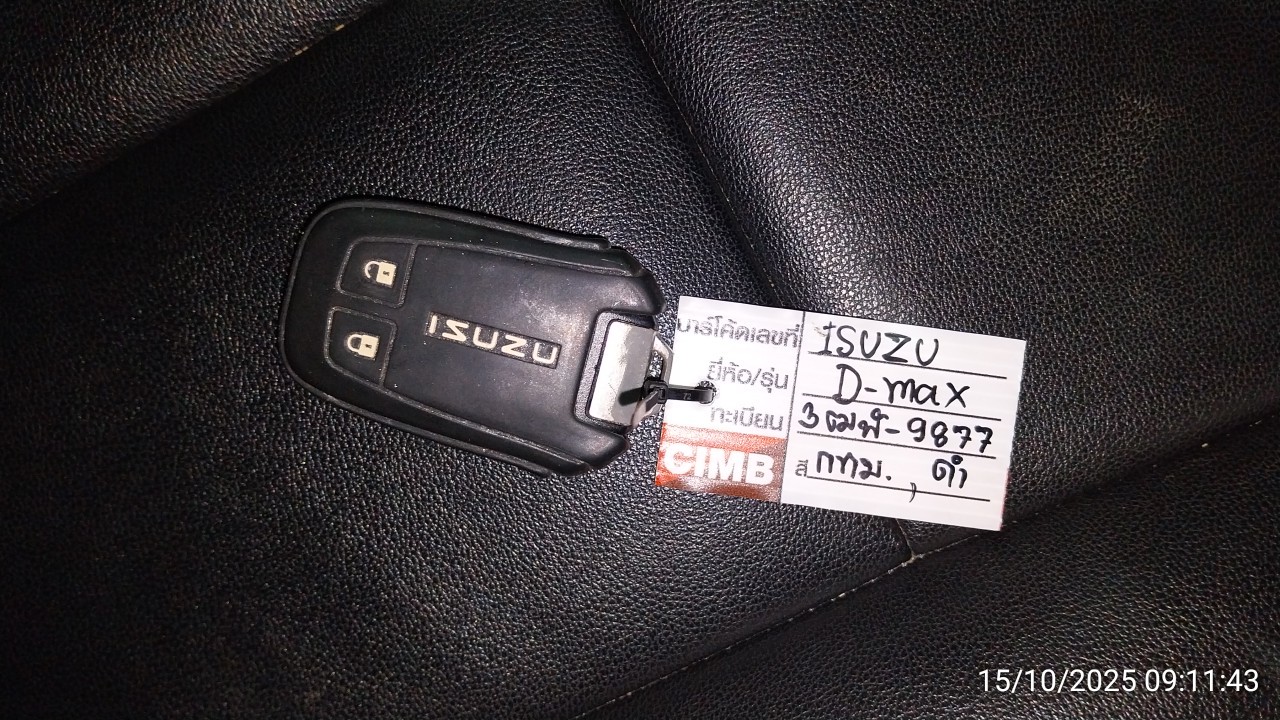 ISUZU
บาร์โค้ดเลขที่ ISUZU
ยี่ห้อ/รุ่น D-max
ทะเบียน 3ฒฬ-9877
CIMB สี กทม. , ดำ
15/10/2025 09:11:43